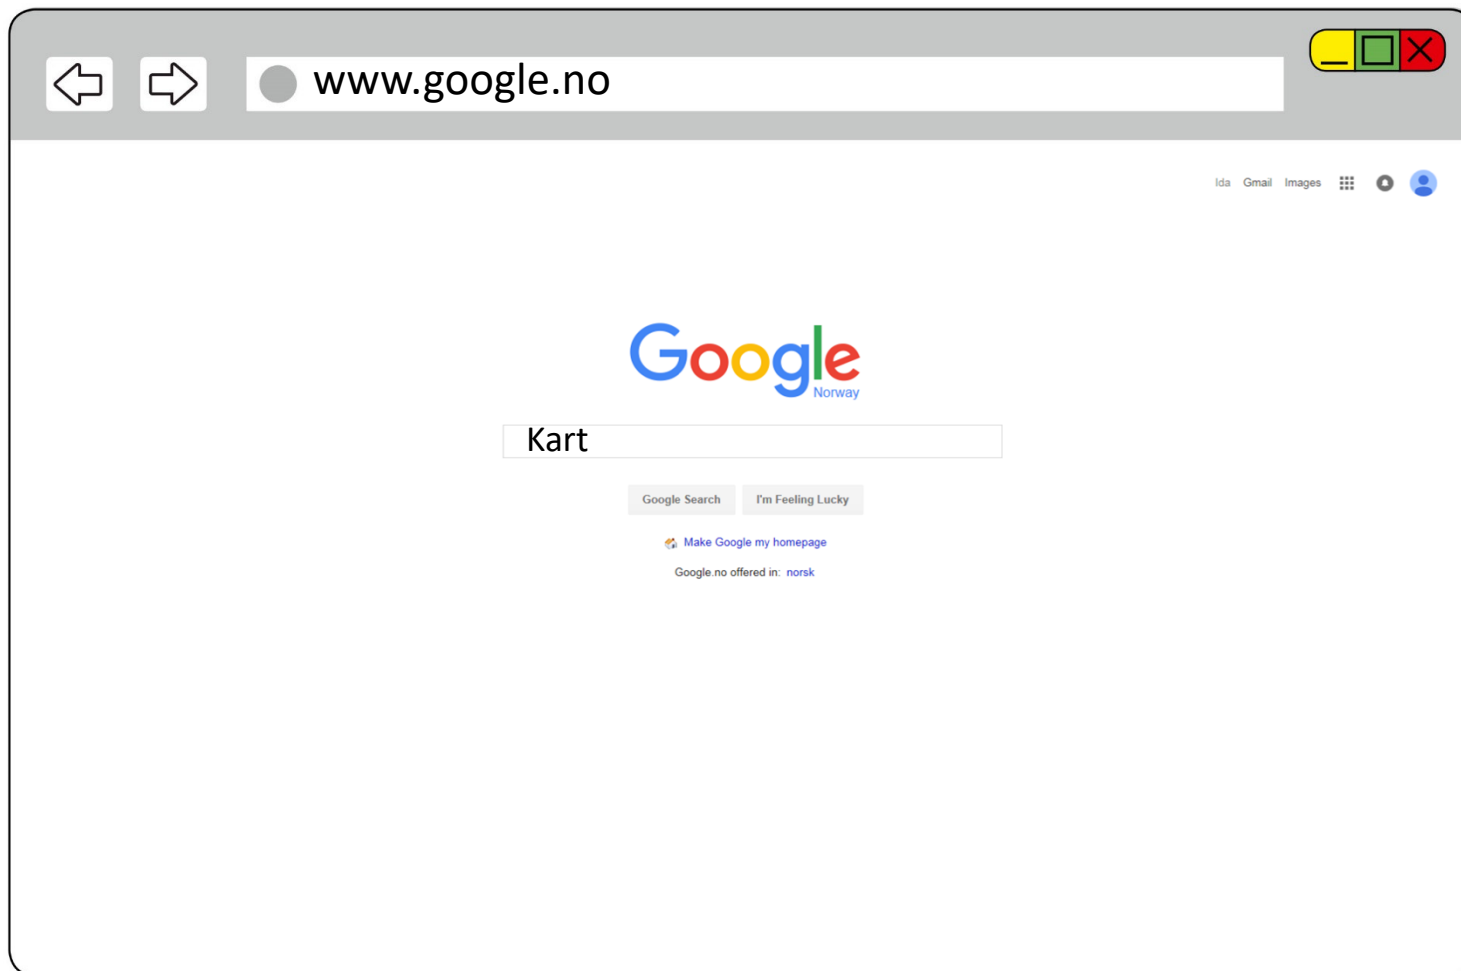 www.google.no
Ida Gmail Images
Google
Norway
Kart
Google Search I'm Feeling Lucky
Make Google my homepage
Google.no offered in: norsk